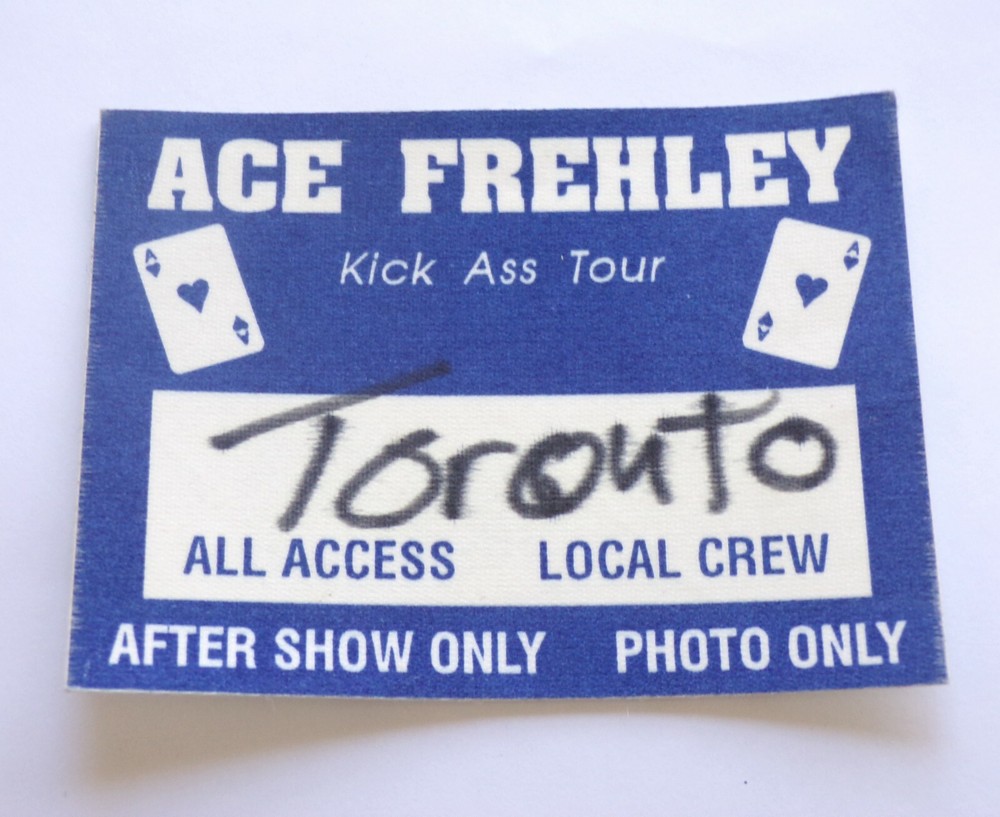 ACE FREHLEY
Kick Ass Tour
A A
A A
Toronto
ALL ACCESS LOCAL CREW
AFTER SHOW ONLY PHOTO ONLY